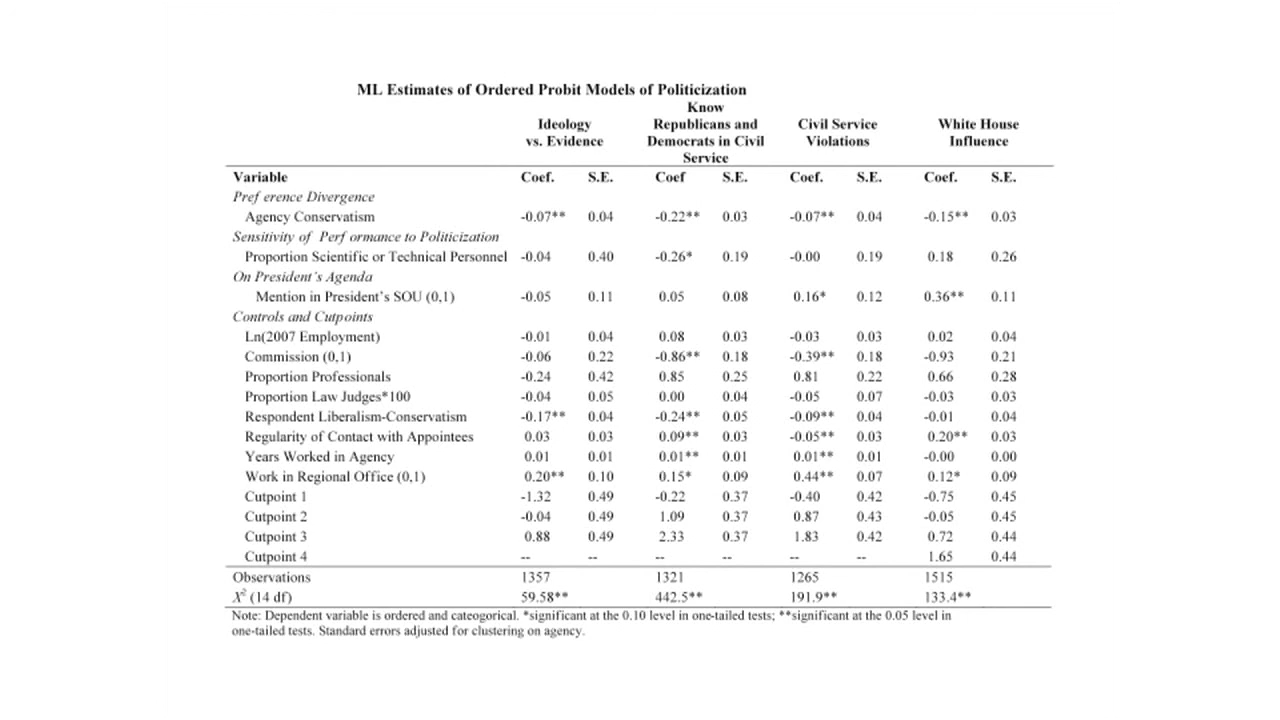 ML Estimates of Ordered Probit Models of Politicization
Ideology vs. Evidence Know Republicans and Democrats in Civil Service Civil Service Violations White House Influence
Variable Coef. S.E. Coef S.E. Coef. S.E. Coef. S.E.
Pref erence Divergence
Agency Conservatism -0.07** 0.04 -0.22** 0.03 -0.07** 0.04 -0.15** 0.03
Sensitivity of Perf ormance to Politicization
Proportion Scientific or Technical Personnel -0.04 0.40 -0.26* 0.19 -0.00 0.19 0.18 0.26
On President's Agenda
Mention in President's SOU (0,1) -0.05 0.11 0.05 0.08 0.16* 0.12 0.36** 0.11
Controls and Cutpoints
Ln(2007 Employment) -0.01 0.04 0.08 0.03 -0.03 0.03 0.02 0.04
Commission (0,1) -0.06 0.22 -0.86** 0.18 -0.39** 0.18 -0.93 0.21
Proportion Professionals -0.24 0.42 0.85 0.25 0.81 0.22 0.66 0.28
Proportion Law Judges*100 -0.04 0.05 0.00 0.04 -0.05 0.07 -0.03 0.03
Respondent Liberalism-Conservatism -0.17** 0.04 -0.24** 0.05 -0.09** 0.04 -0.01 0.04
Regularity of Contact with Appointees 0.03 0.03 0.09** 0.03 -0.05** 0.03 0.20** 0.03
Years Worked in Agency 0.01 0.01 0.01** 0.01 0.01** 0.01 -0.00 0.00
Work in Regional Office (0,1) 0.20** 0.10 0.15* 0.09 0.44** 0.07 0.12* 0.09
Cutpoint 1 -1.32 0.49 -0.22 0.37 -0.40 0.42 -0.75 0.45
Cutpoint 2 -0.04 0.49 1.09 0.37 0.87 0.43 -0.05 0.45
Cutpoint 3 0.88 0.49 2.33 0.37 1.83 0.42 0.72 0.44
Cutpoint 4 -- -- -- -- -- -- 1.65 0.44
Observations 1357 1321 1265 1515
X² (14 df) 59.58** 442.5** 191.9** 133.4**
Note: Dependent variable is ordered and cateogorical. *significant at the 0.10 level in one-tailed tests; **significant at the 0.05 level in
one-tailed tests. Standard errors adjusted for clustering on agency.